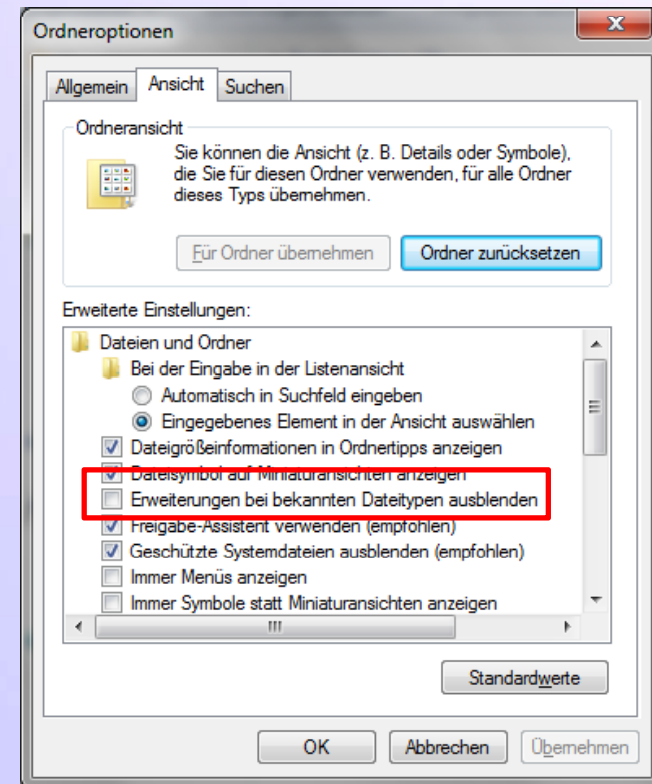 Ordneroptionen
Allgemein
Ansicht
Suchen
Ordneransicht
Sie können die Ansicht (z. B. Details oder Symbole),
die Sie für diesen Ordner verwenden, für alle Ordner
dieses Typs übernehmen.
Für Ordner übernehmen
Ordner zurücksetzen
Erweiterte Einstellungen:
Dateien und Ordner
Bei der Eingabe in der Listenansicht
Automatisch in Suchfeld eingeben
Eingegebenes Element in der Ansicht auswählen
Dateigrößeinformationen in Ordnertipps anzeigen
Dateisymbol auf Miniaturansichten anzeigen
Erweiterungen bei bekannten Dateitypen ausblenden
Freigabe-Assistent verwenden (empfohlen)
Geschützte Systemdateien ausblenden (empfohlen)
Immer Menüs anzeigen
Immer Symbole statt Miniaturansichten anzeigen
Standardwerte
OK
Abbrechen
Übernehmen